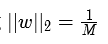 ||w||₂ = 1/M